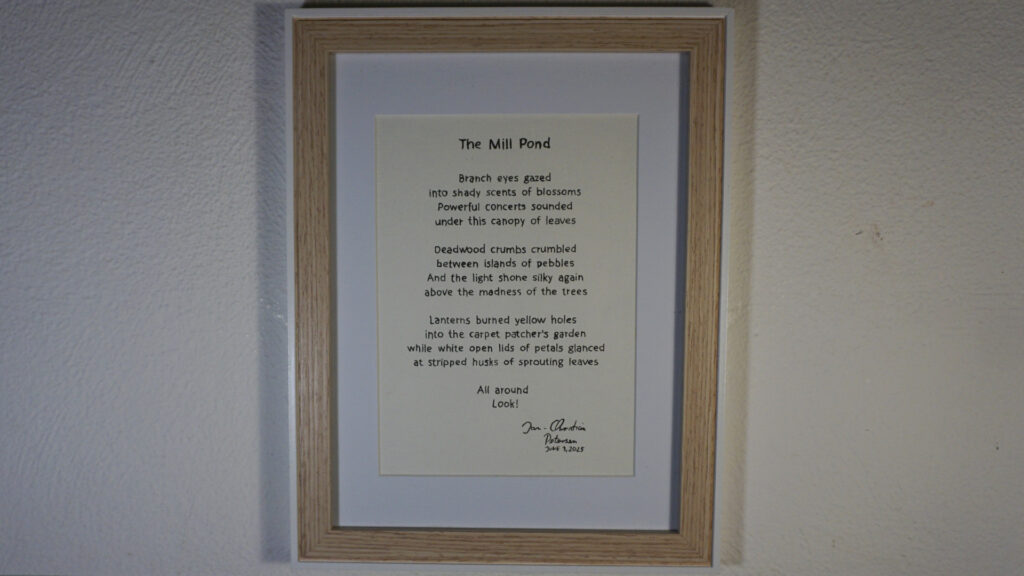 The Mill Pond
Branch eyes gazed
into shady scents of blossoms
Powerful concerts sounded
under this canopy of leaves
Deadwood crumbs crumbled
between islands of pebbles
And the light shone silky again
above the madness of the trees
Lanterns burned yellow holes
into the carpet patcher's garden
while white open lids of petals glanced
at stripped husks of sprouting leaves
All around
Look!
Jan-Christian
Petersen
June 7, 2025